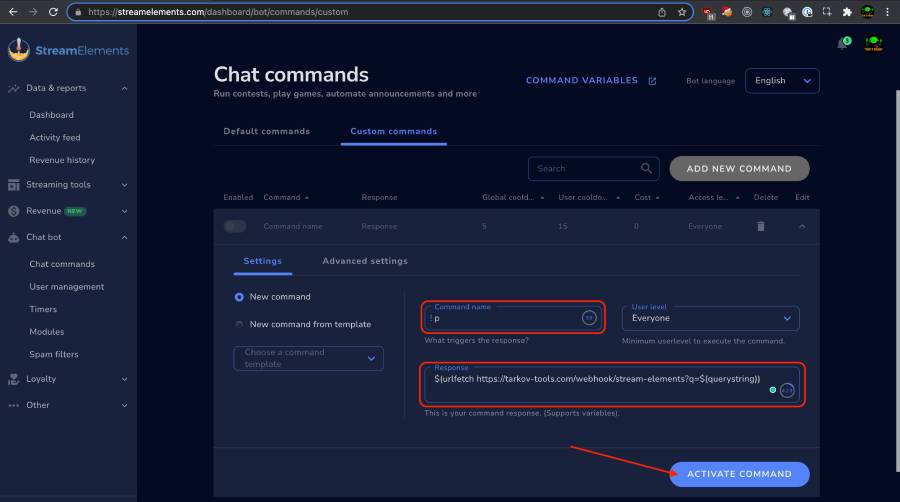 https://streamelements.com/dashboard/bot/commands/custom
StreamElements
3
Data & reports
Dashboard
Activity feed
Revenue history
Streaming tools
Revenue NEW
Chat bot
Chat commands
User management
Timers
Modules
Spam filters
Loyalty
Other
Chat commands
Run contests, play games, automate announcements and more
COMMAND VARIABLES
Bot language
English
Default commands
Custom commands
Search
ADD NEW COMMAND
Enabled Command Response Global coold... User cooldo... Cost Access le... Delete Edit
Command name Response 5 15 0 Everyone
Settings
Advanced settings
New command
New command from template
Choose a command
template
Command name
! p
What triggers the response?
User level
Everyone
Minimum userlevel to execute the command.
Response
$(urlfetch https://tarkov-tools.com/webhook/stream-elements?q=$(querystring))
This is your command response. (Supports variables).
ACTIVATE COMMAND